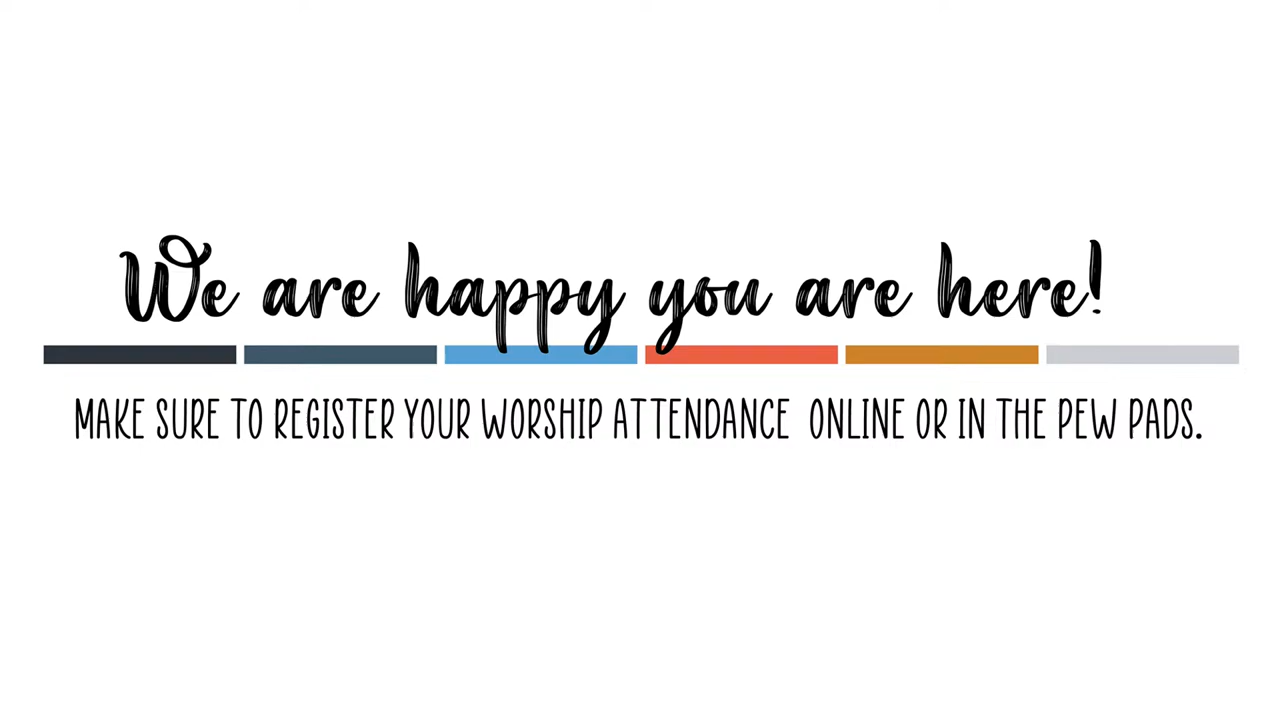 We are happy you are here!
MAKE SURE TO REGISTER YOUR WORSHIP ATTENDANCE ONLINE OR IN THE PEW PADS.